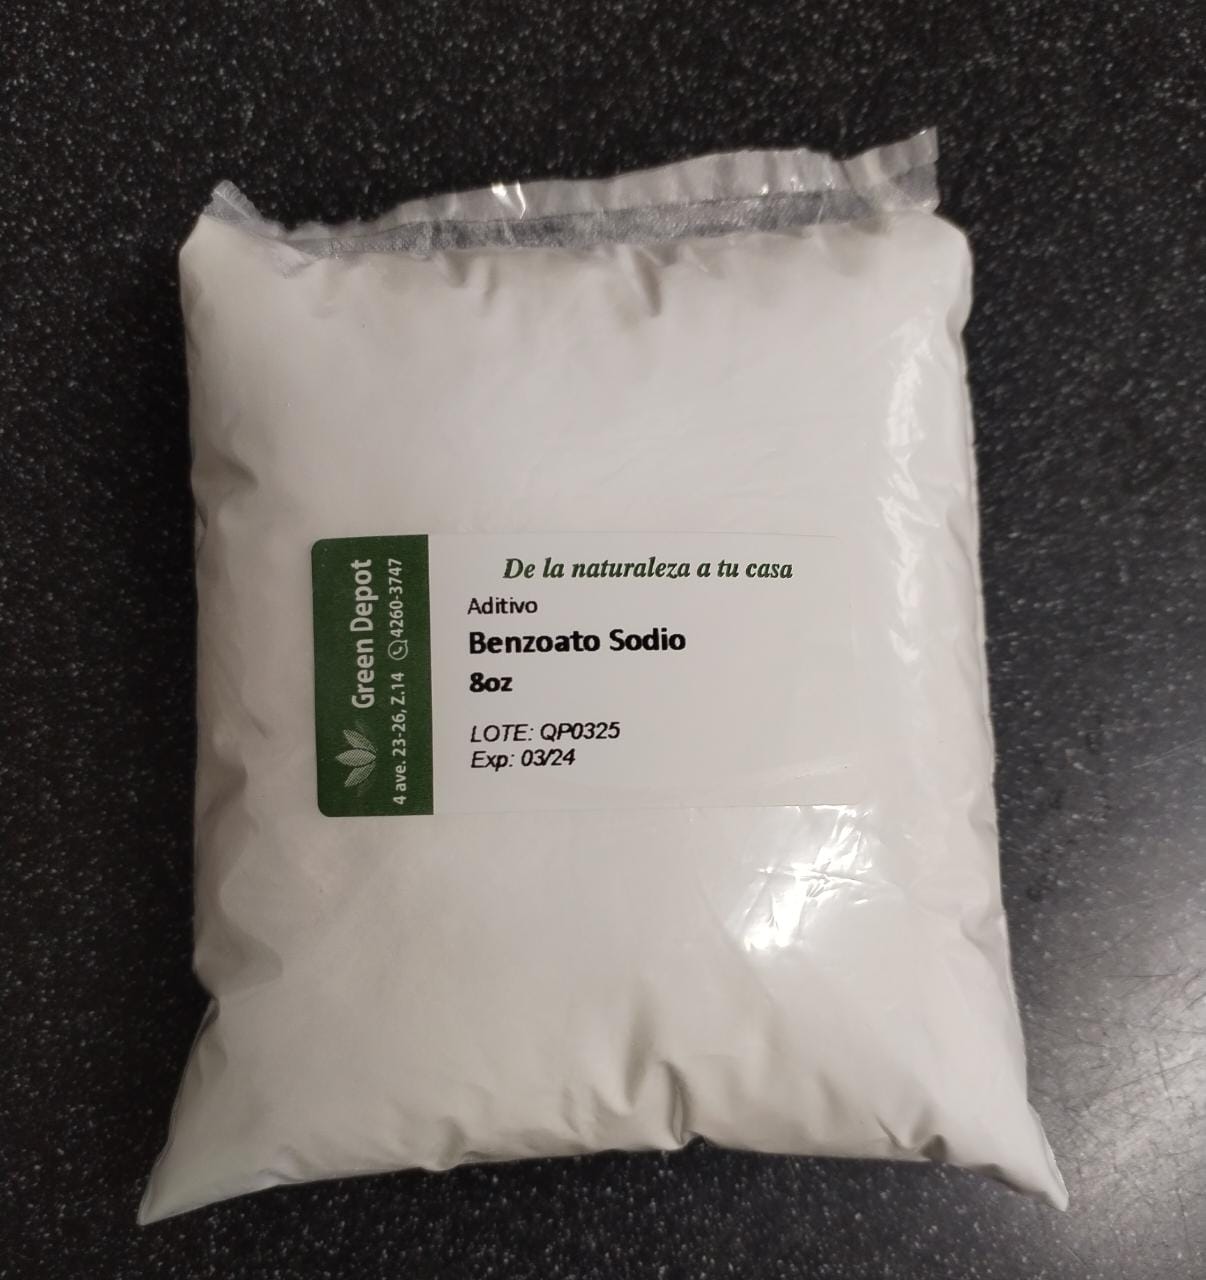 Green Depot
4 ave. 23-26, Z.14 4260-3747
De la naturaleza a tu casa
Aditivo
Benzoato Sodio
8oz
LOTE: QP0325
Exp: 03/24